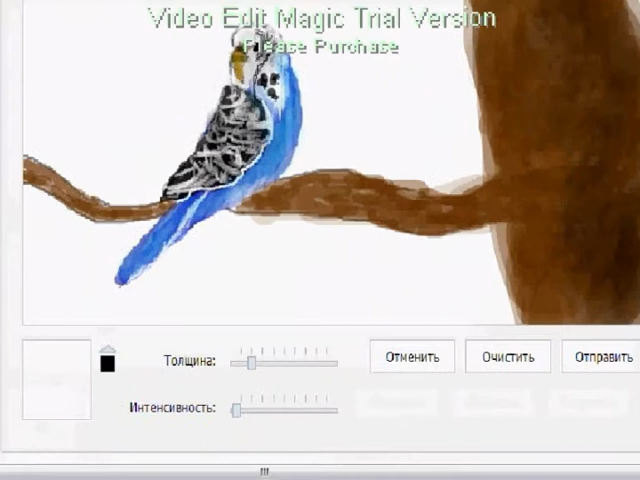 Video Edit Magic Trial Version
Please Purchase
Толщина:
Отменить
Очистить
Отправить
Интенсивность: